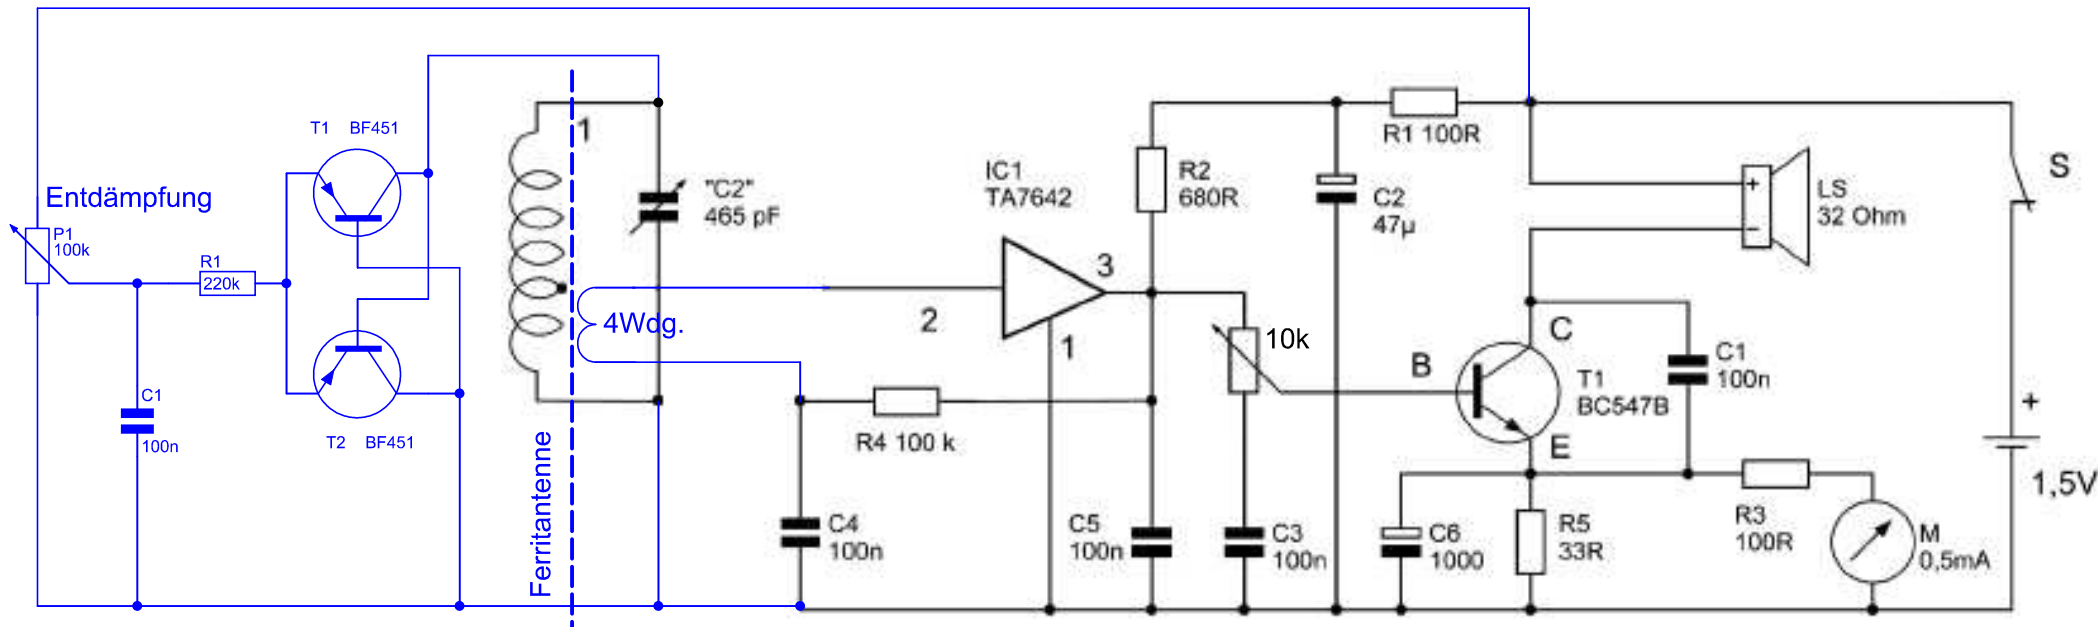 Entdämpfung
P1
100k
R1
220k
C1
100n
T1 BF451
T2 BF451
Ferritantenne
1
"C2"
465 pF
4Wdg.
2
IC1
TA7642
3
1
R4 100 k
C4
100n
C5
100n
R2
680R
C2
47µ
R1 100R
10k
C3
100n
B
C
E
T1
BC547B
C1
100n
C6
1000
R5
33R
R3
100R
M
0,5mA
+
−
LS
32 Ohm
S
+
1,5V